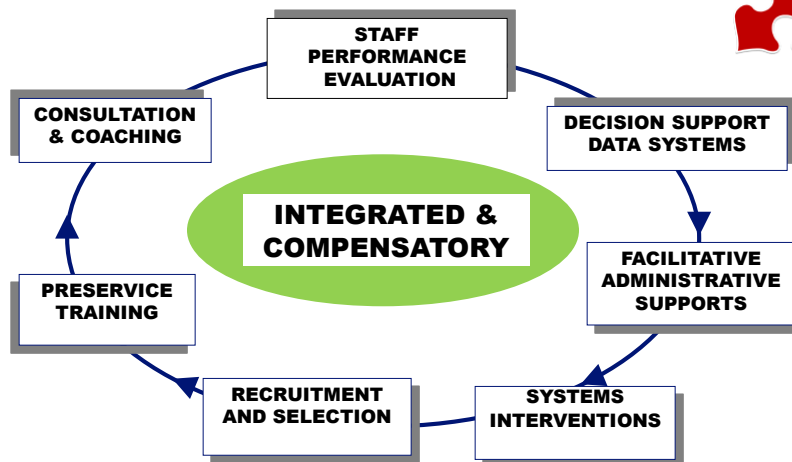 STAFF
PERFORMANCE
EVALUATION
CONSULTATION
& COACHING
DECISION SUPPORT
DATA SYSTEMS
INTEGRATED &
COMPENSATORY
PRESERVICE
TRAINING
FACILITATIVE
ADMINISTRATIVE
SUPPORTS
RECRUITMENT
AND SELECTION
SYSTEMS
INTERVENTIONS